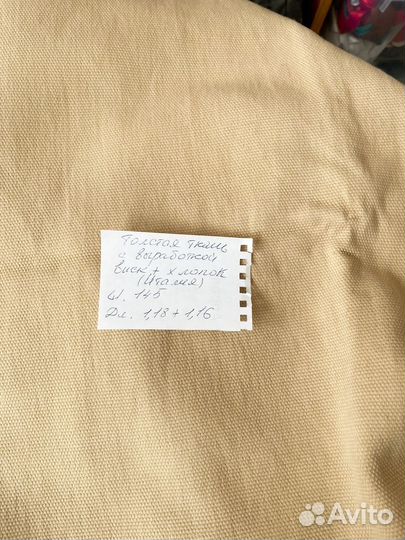 Толстая ткань
с выработкой
виск + хлопок
(Италия)
Ш. 145
Дл. 1,18 + 1,16
Avito